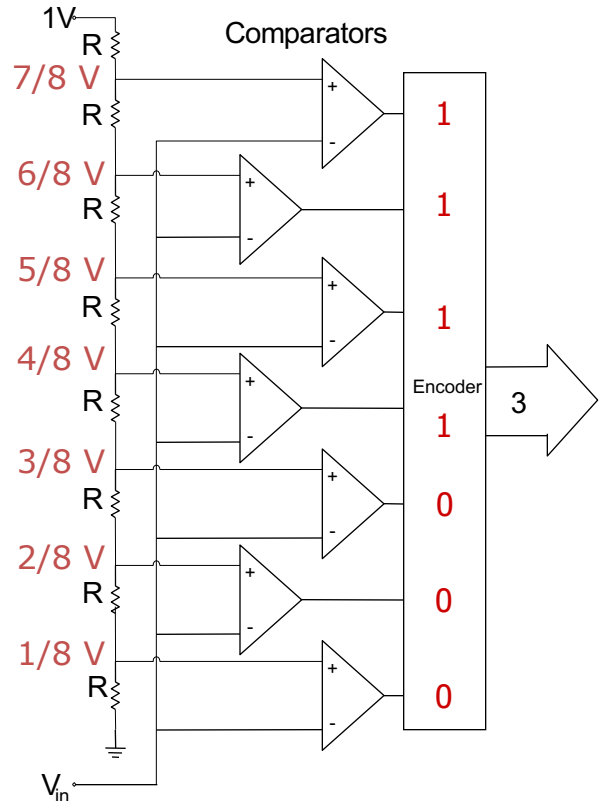 1V
Comparators
R
7/8 V
+
R
1
-
6/8 V
+
1
R
-
5/8 V
+
R
1
-
4/8 V
+
Encoder
3
R
1
-
3/8 V
+
R
0
-
2/8 V
+
R
0
-
1/8 V
+
R
0
-
Vin